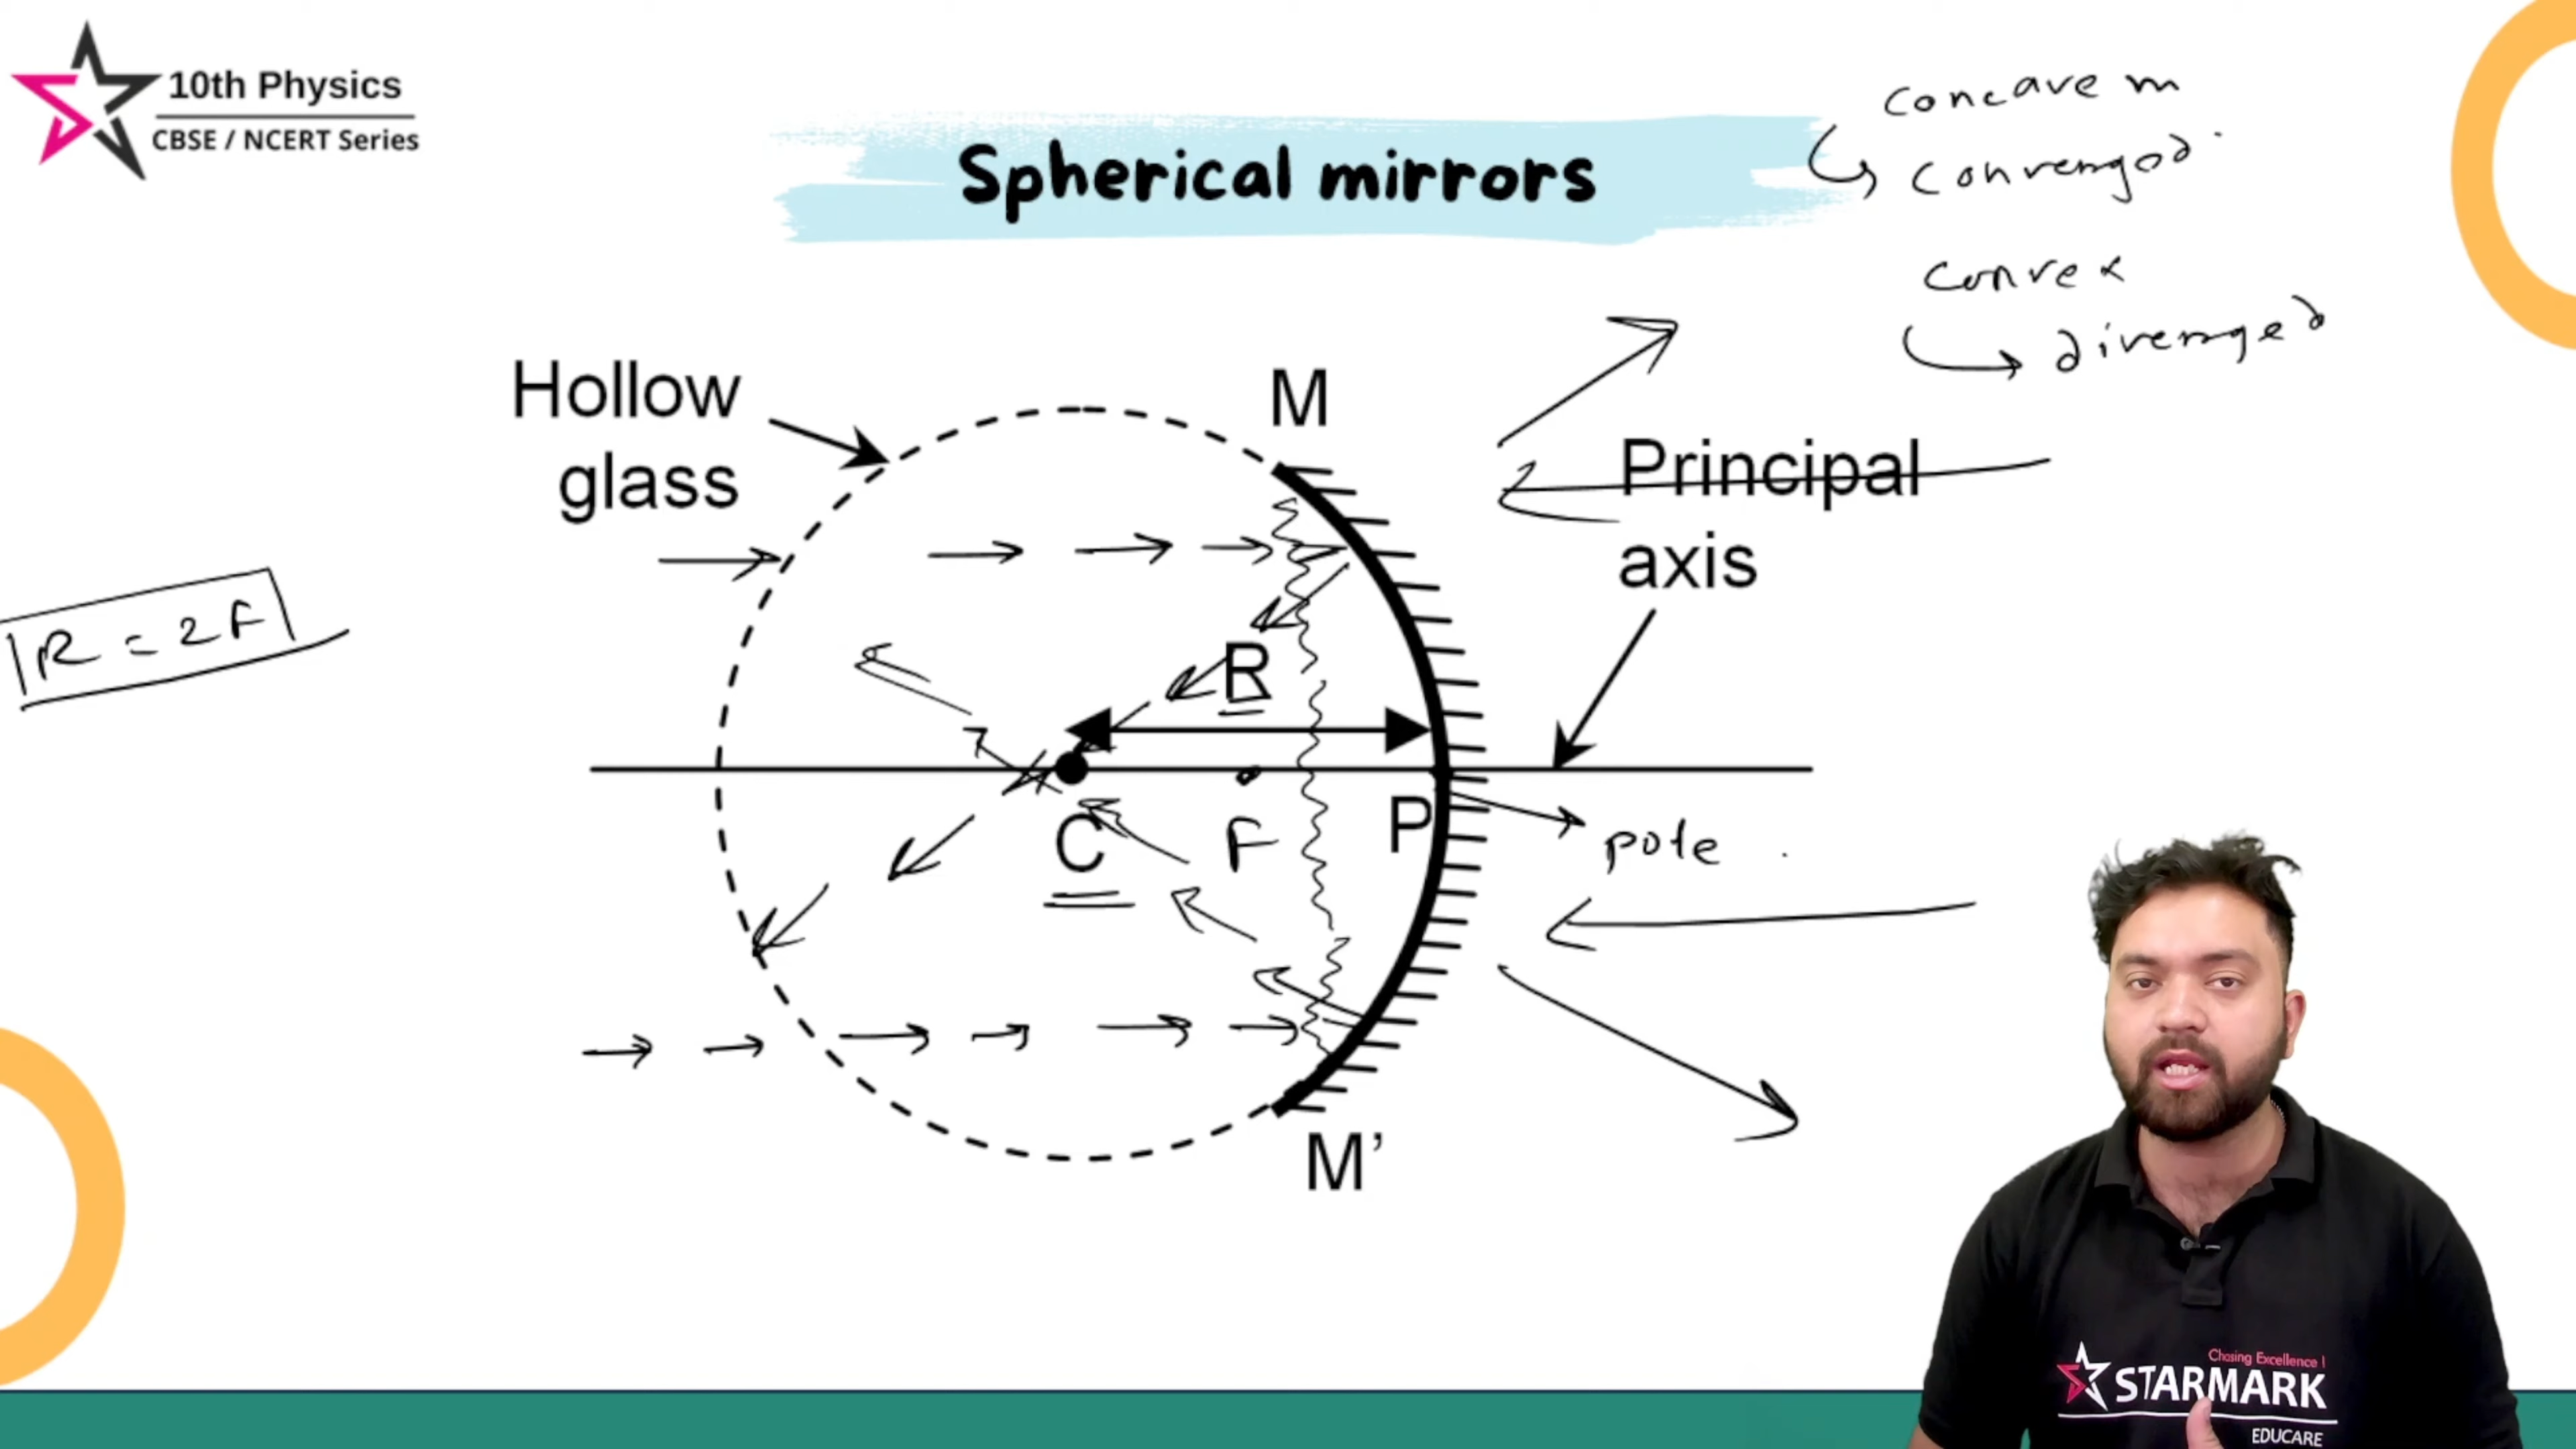 10th Physics
CBSE / NCERT Series
Spherical mirrors
concave m
converged
convex
diverged
Hollow
glass
M
Principal
axis
R = 2F
R
C
F
P
pole
M’
Chasing Excellence !
STARMARK
EDUCARE